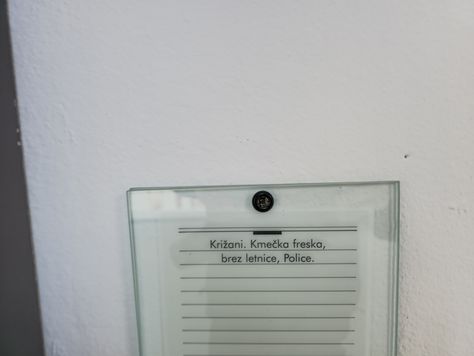 Križani. Kmečka freska,
brez letnice, Police.